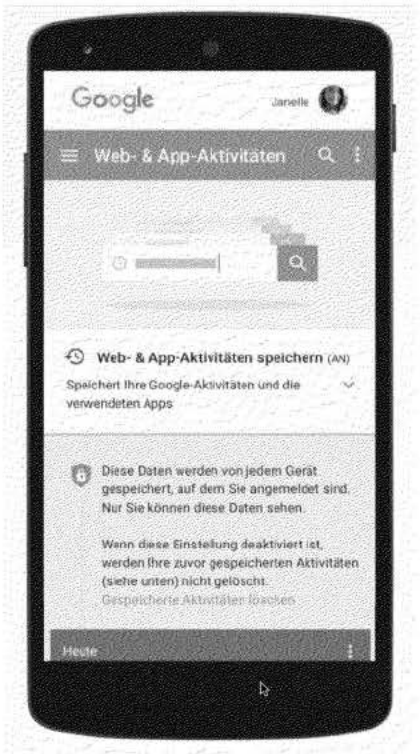 Google
Janelle
Web- & App-Aktivitäten
Web- & App-Aktivitäten speichern (AN)
Speichert Ihre Google-Aktivitäten und die
verwendeten Apps
Diese Daten werden von jedem Gerät
gespeichert, auf dem Sie angemeldet sind.
Nur Sie können diese Daten sehen.
Wenn diese Einstellung deaktiviert ist,
werden Ihre zuvor gespeicherten Aktivitäten
(siehe unten) nicht gelöscht.
Gespeicherte Aktivitäten löschen
Heute